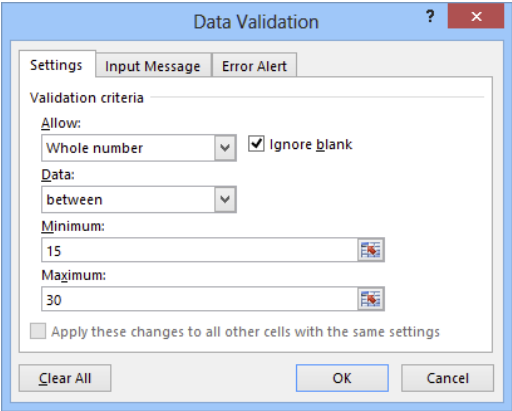 Data Validation ? ×
Settings Input Message Error Alert
Validation criteria
Allow:
Whole number Ignore blank
Data:
between
Minimum:
15
Maximum:
30
Apply these changes to all other cells with the same settings
Clear All OK Cancel